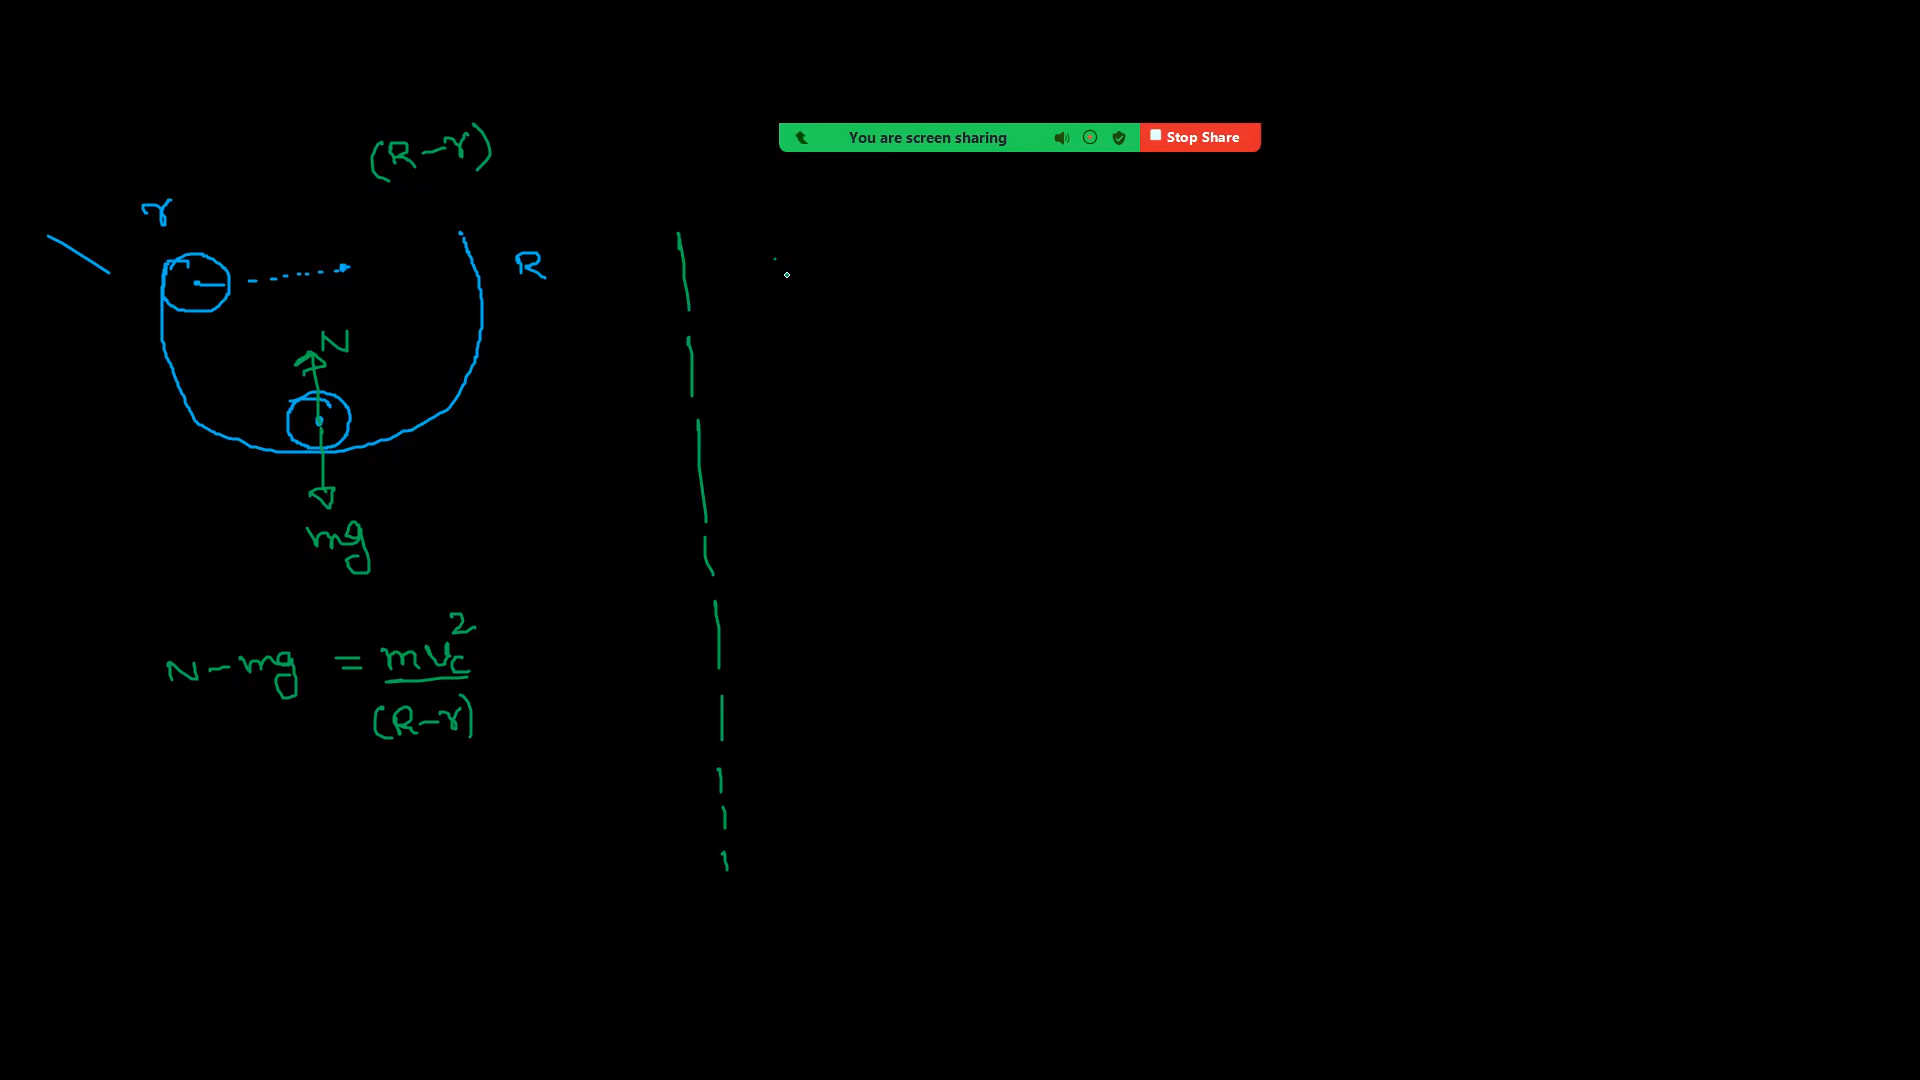 (R-r)
You are screen sharing
Stop Share
r
R
N
mg
N-mg = mv_c^2
(R-r)